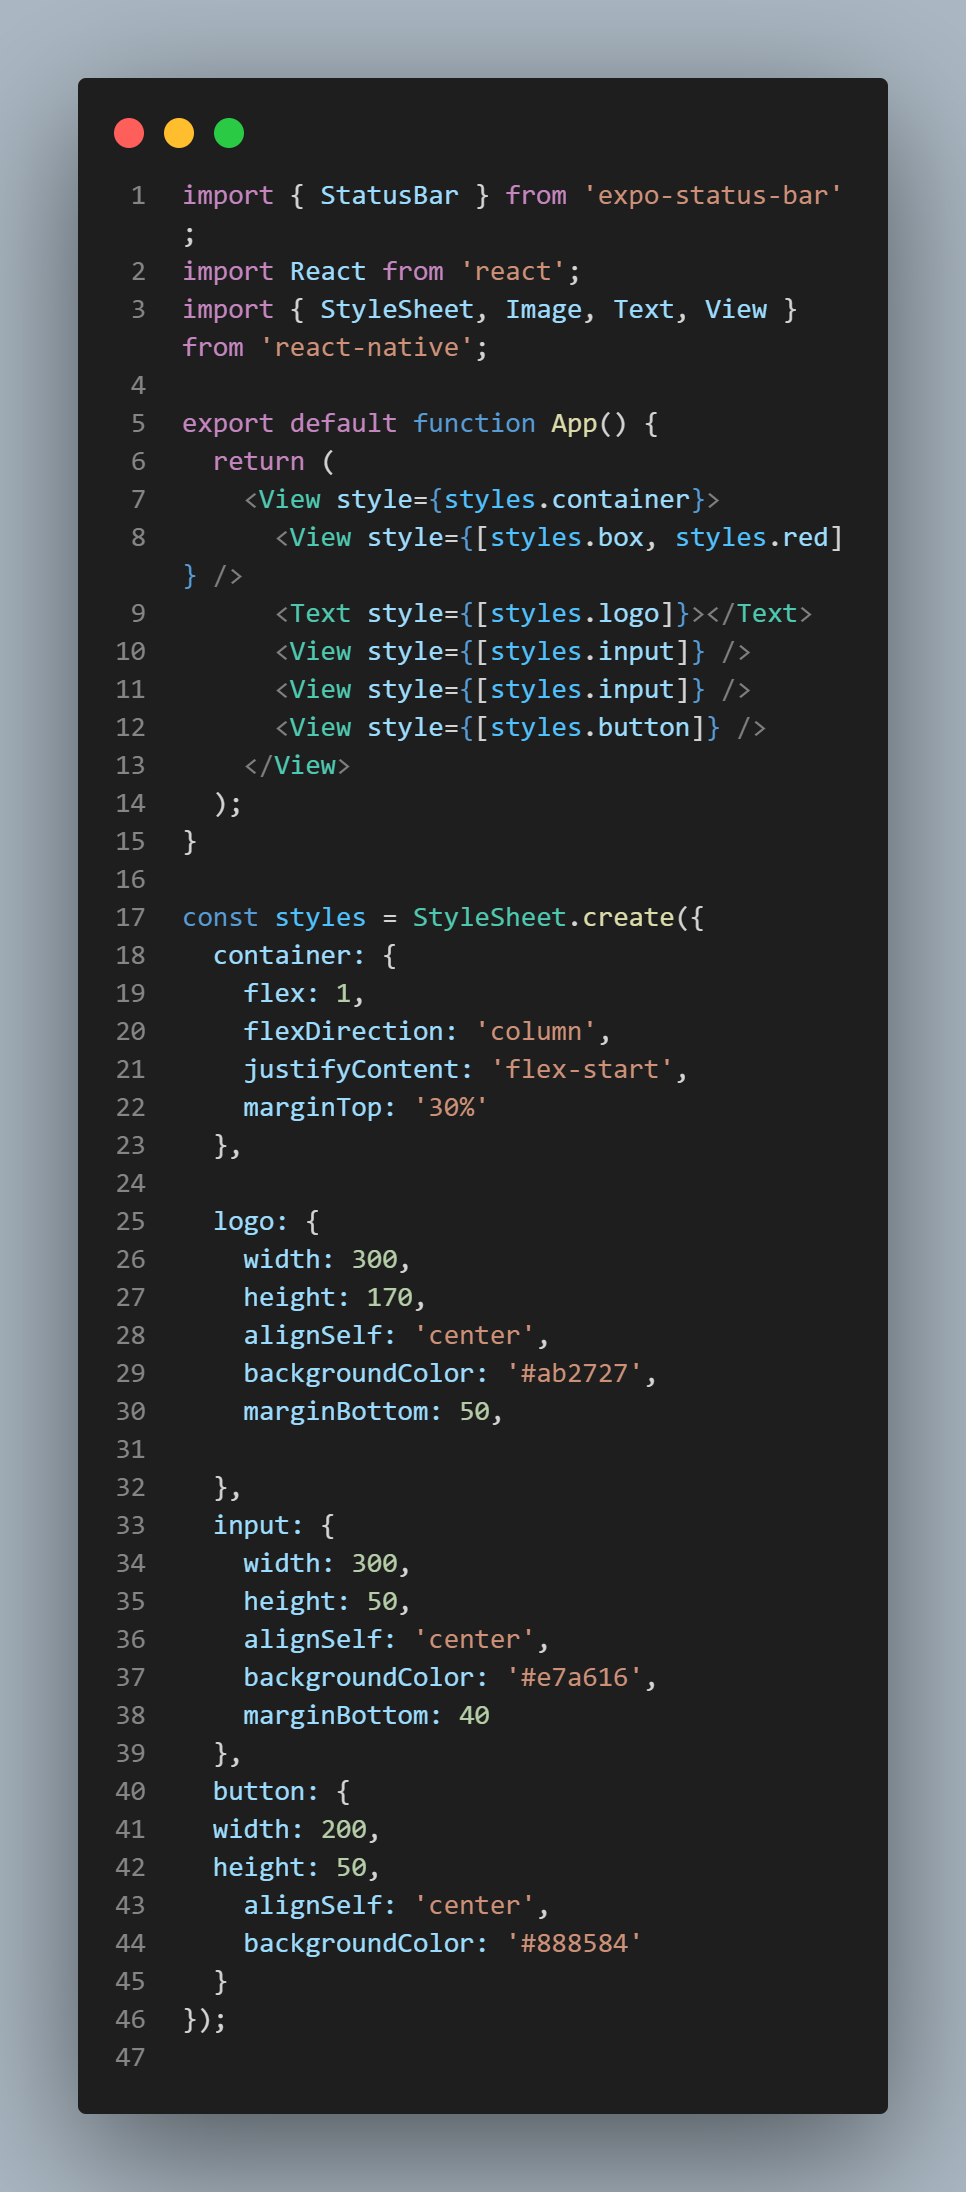 1 import { StatusBar } from 'expo-status-bar'
;
2 import React from 'react';
3 import { StyleSheet, Image, Text, View }
from 'react-native';
4
5 export default function App() {
6   return (
7     <View style={styles.container}>
8       <View style={[styles.box, styles.red]
} />
9       <Text style={[styles.logo]}></Text>
10       <View style={[styles.input]} />
11       <View style={[styles.input]} />
12       <View style={[styles.button]} />
13     </View>
14   );
15 }
16
17 const styles = StyleSheet.create({
18   container: {
19     flex: 1,
20     flexDirection: 'column',
21     justifyContent: 'flex-start',
22     marginTop: '30%'
23   },
24
25   logo: {
26     width: 300,
27     height: 170,
28     alignSelf: 'center',
29     backgroundColor: '#ab2727',
30     marginBottom: 50,
31
32   },
33   input: {
34     width: 300,
35     height: 50,
36     alignSelf: 'center',
37     backgroundColor: '#e7a616',
38     marginBottom: 40
39   },
40   button: {
41   width: 200,
42   height: 50,
43     alignSelf: 'center',
44     backgroundColor: '#888584'
45   }
46 });
47